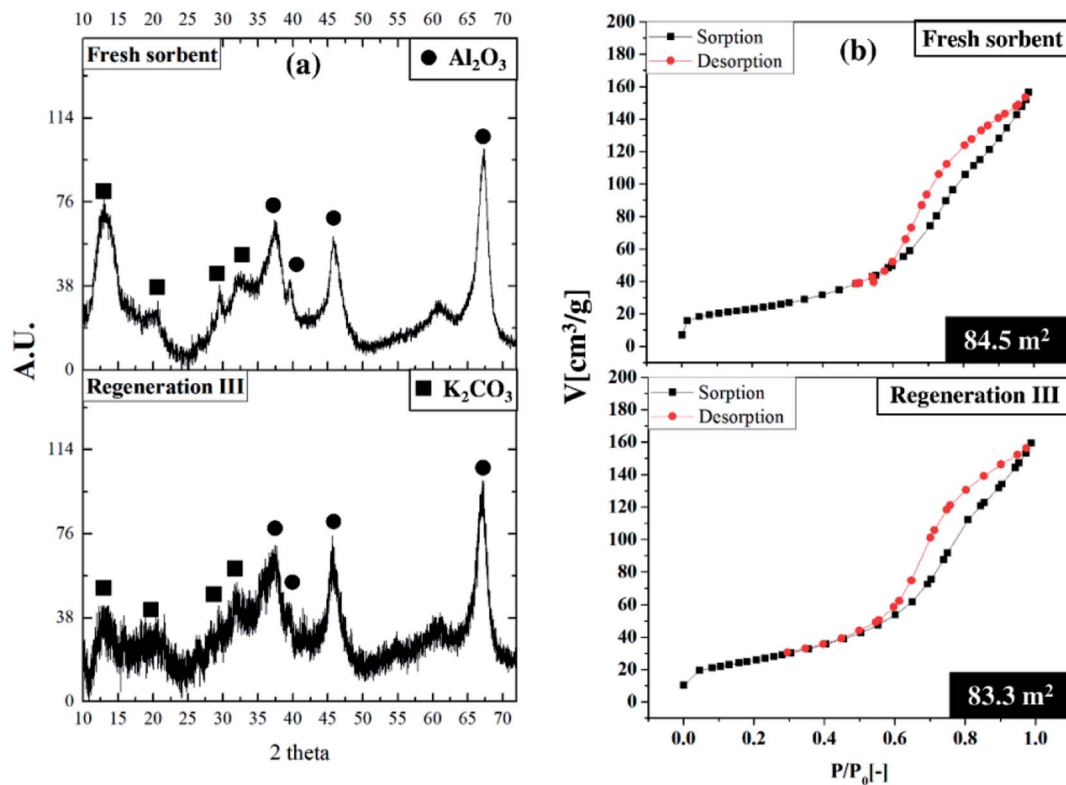 10 15 20 25 30 35 40 45 50 55 60 65 70
Fresh sorbent
(a)
● Al₂O₃
114
76
38
0
A.U.
Regeneration III
■ K₂CO₃
114
76
38
0
10 15 20 25 30 35 40 45 50 55 60 65 70
2 theta
200
180
160
140
120
100
80
60
40
20
0
Sorption
Desorption
(b)
Fresh sorbent
84.5 m²
V[cm³/g]
200
180
160
140
120
100
80
60
40
20
0
Sorption
Desorption
Regeneration III
83.3 m²
0.0 0.2 0.4 0.6 0.8 1.0
P/P₀[-]